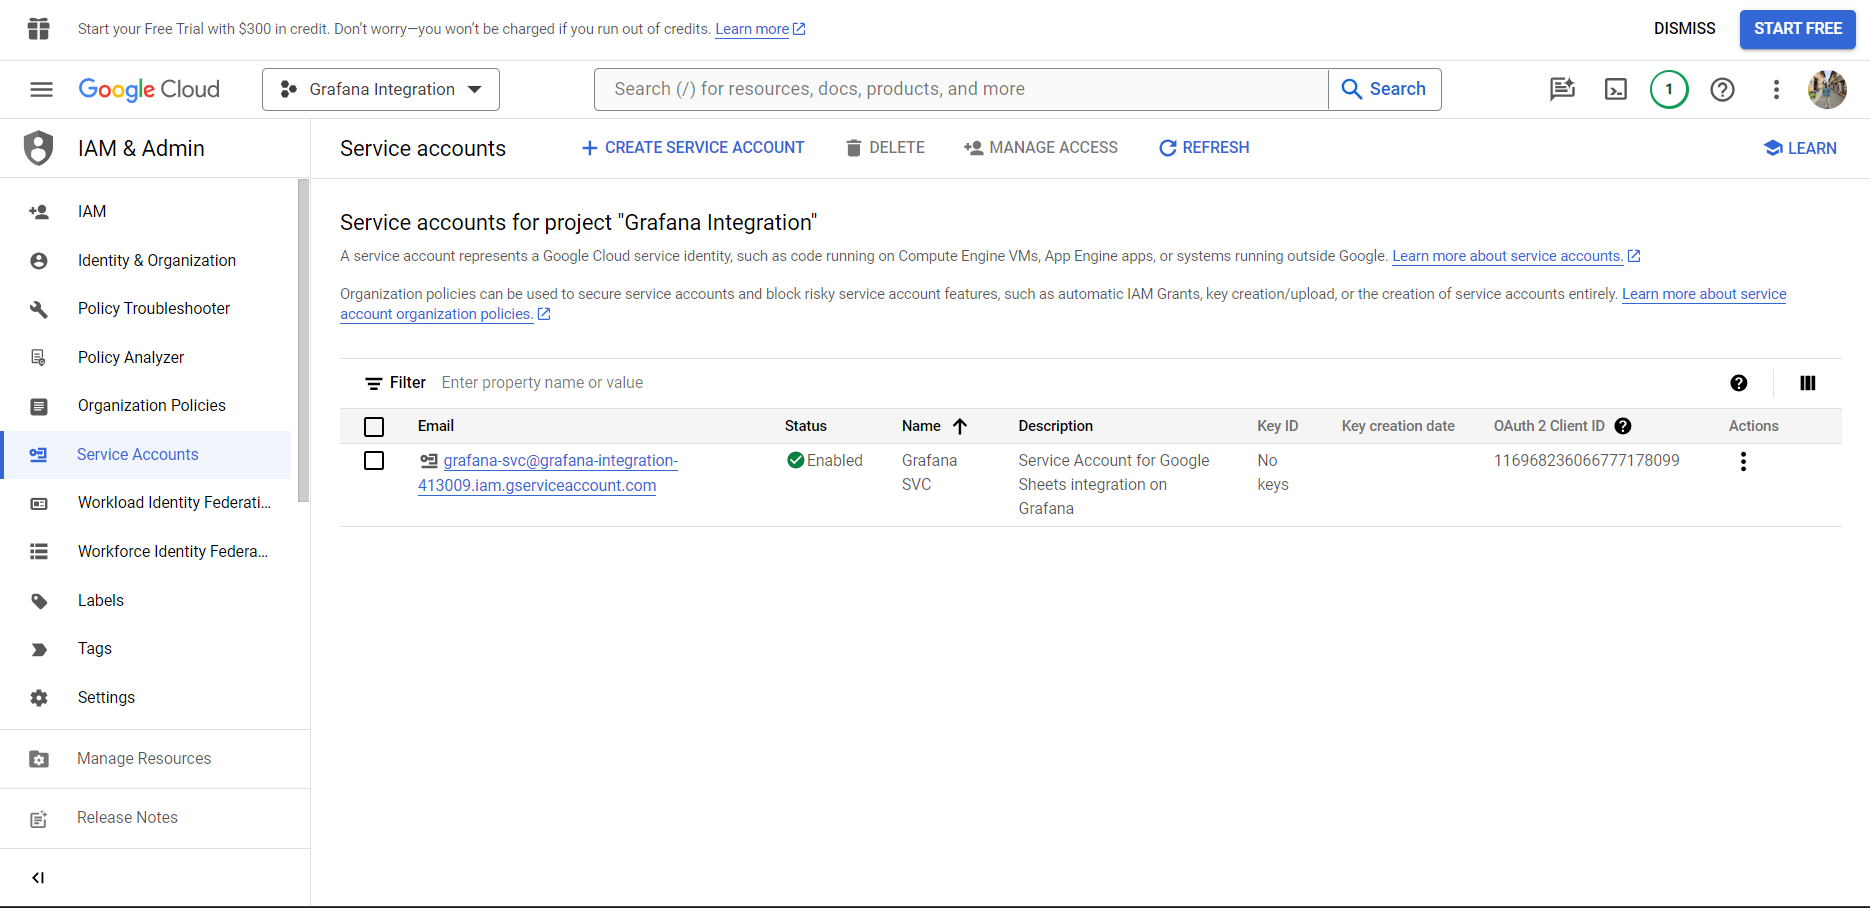 Start your Free Trial with $300 in credit. Don't worry—you won't be charged if you run out of credits. Learn more
DISMISS
START FREE
Google Cloud
Grafana Integration
Search (/) for resources, docs, products, and more
Search
1
IAM & Admin
Service accounts
CREATE SERVICE ACCOUNT
DELETE
MANAGE ACCESS
REFRESH
LEARN
IAM
Identity & Organization
Policy Troubleshooter
Policy Analyzer
Organization Policies
Service Accounts
Workload Identity Federati...
Workforce Identity Federa...
Labels
Tags
Settings
Manage Resources
Release Notes
Service accounts for project "Grafana Integration"
A service account represents a Google Cloud service identity, such as code running on Compute Engine VMs, App Engine apps, or systems running outside Google. Learn more about service accounts.
Organization policies can be used to secure service accounts and block risky service account features, such as automatic IAM Grants, key creation/upload, or the creation of service accounts entirely. Learn more about service
account organization policies.
Filter Enter property name or value
Email Status Name Description Key ID Key creation date OAuth 2 Client ID Actions
grafana-svc@grafana-integration-
413009.iam.gserviceaccount.com
Enabled
Grafana
SVC
Service Account for Google
Sheets integration on
Grafana
No
keys
116968236066777178099